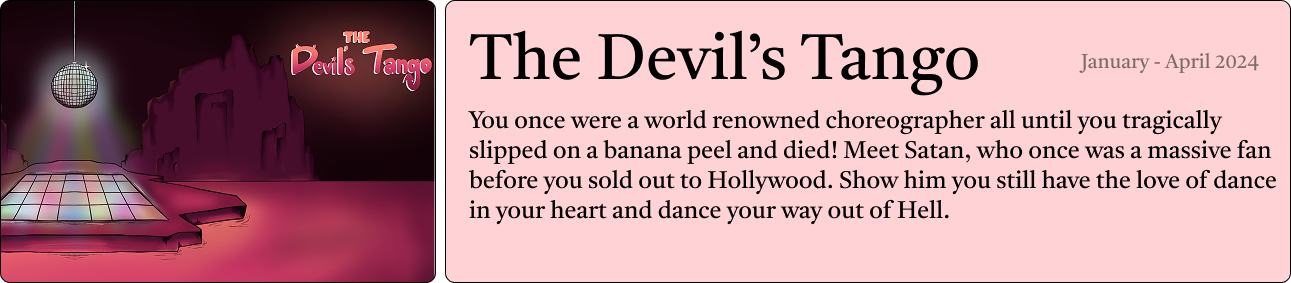 THE
Devil's Tango
The Devil’s Tango
January - April 2024
You once were a world renowned choreographer all until you tragically
slipped on a banana peel and died! Meet Satan, who once was a massive fan
before you sold out to Hollywood. Show him you still have the love of dance
in your heart and dance your way out of Hell.